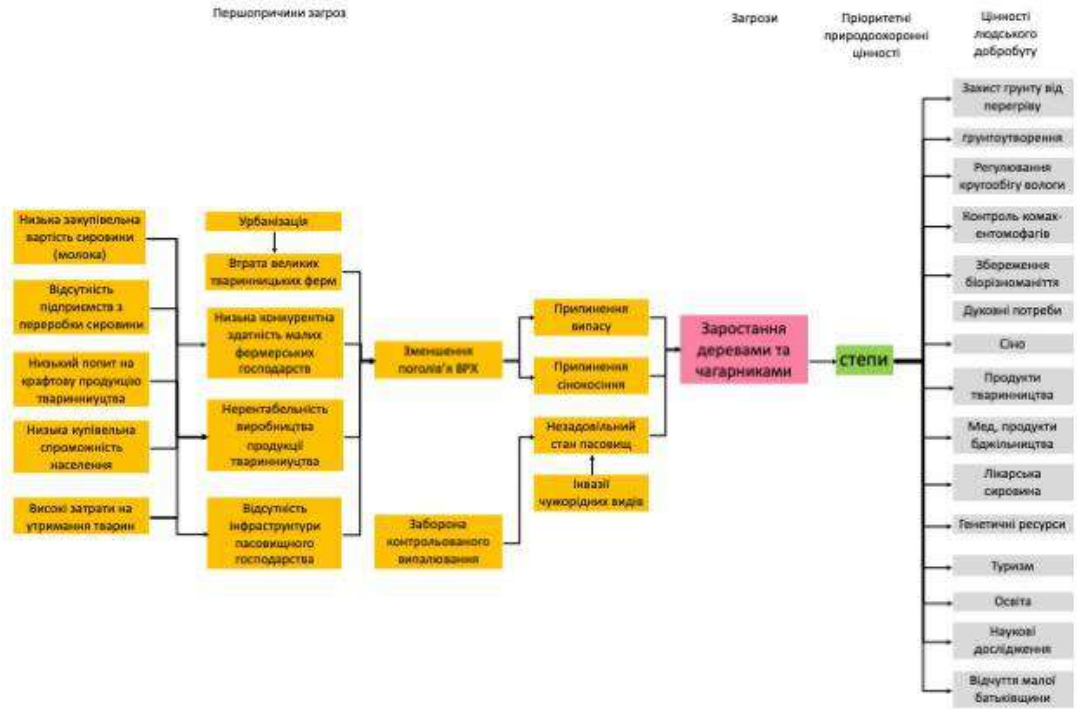 Першопричини загроз
Загрози
Пріоритетні
природоохоронні
цінності
Цінності
людського
добробуту
Низька закупівельна
вартість сировини
(молока)
Відсутність
підприємств з
переробки сировини
Низький попит на
крафтову продукцію
тваринниуцтва
Низька купівельна
спроможність
населення
Високі затрати на
утримання тварин
Урбанізація
Втрата великих
тваринницьких ферм
Низька конкурентна
здатність малих
фермерських
господарств
Нерентабельність
виробництва
продукції
тваринниуцтва
Відсутність
інфраструктури
пасовищного
господарства
Зменшення
поголів'я ВРХ
Заборона
контрольованого
випалювання
Припинення
випасу
Припинення
сінокосіння
Незадовільний
стан пасовищ
Інвазії
чужорідних видів
Заростання
деревами та
чагарниками
степи
Захист грунту від
перегріву
грунтоутворення
Регулювання
кругообігу вологи
Контроль комах-
ентомофагів
Збереження
біорізноманіття
Духовні потреби
Сіно
Продукти
тваринництва
Мед, продукти
бджільництва
Лікарська
сировина
Генетичні ресурси
Туризм
Освіта
Наукові
дослідження
Відчуття малої
батьківщини